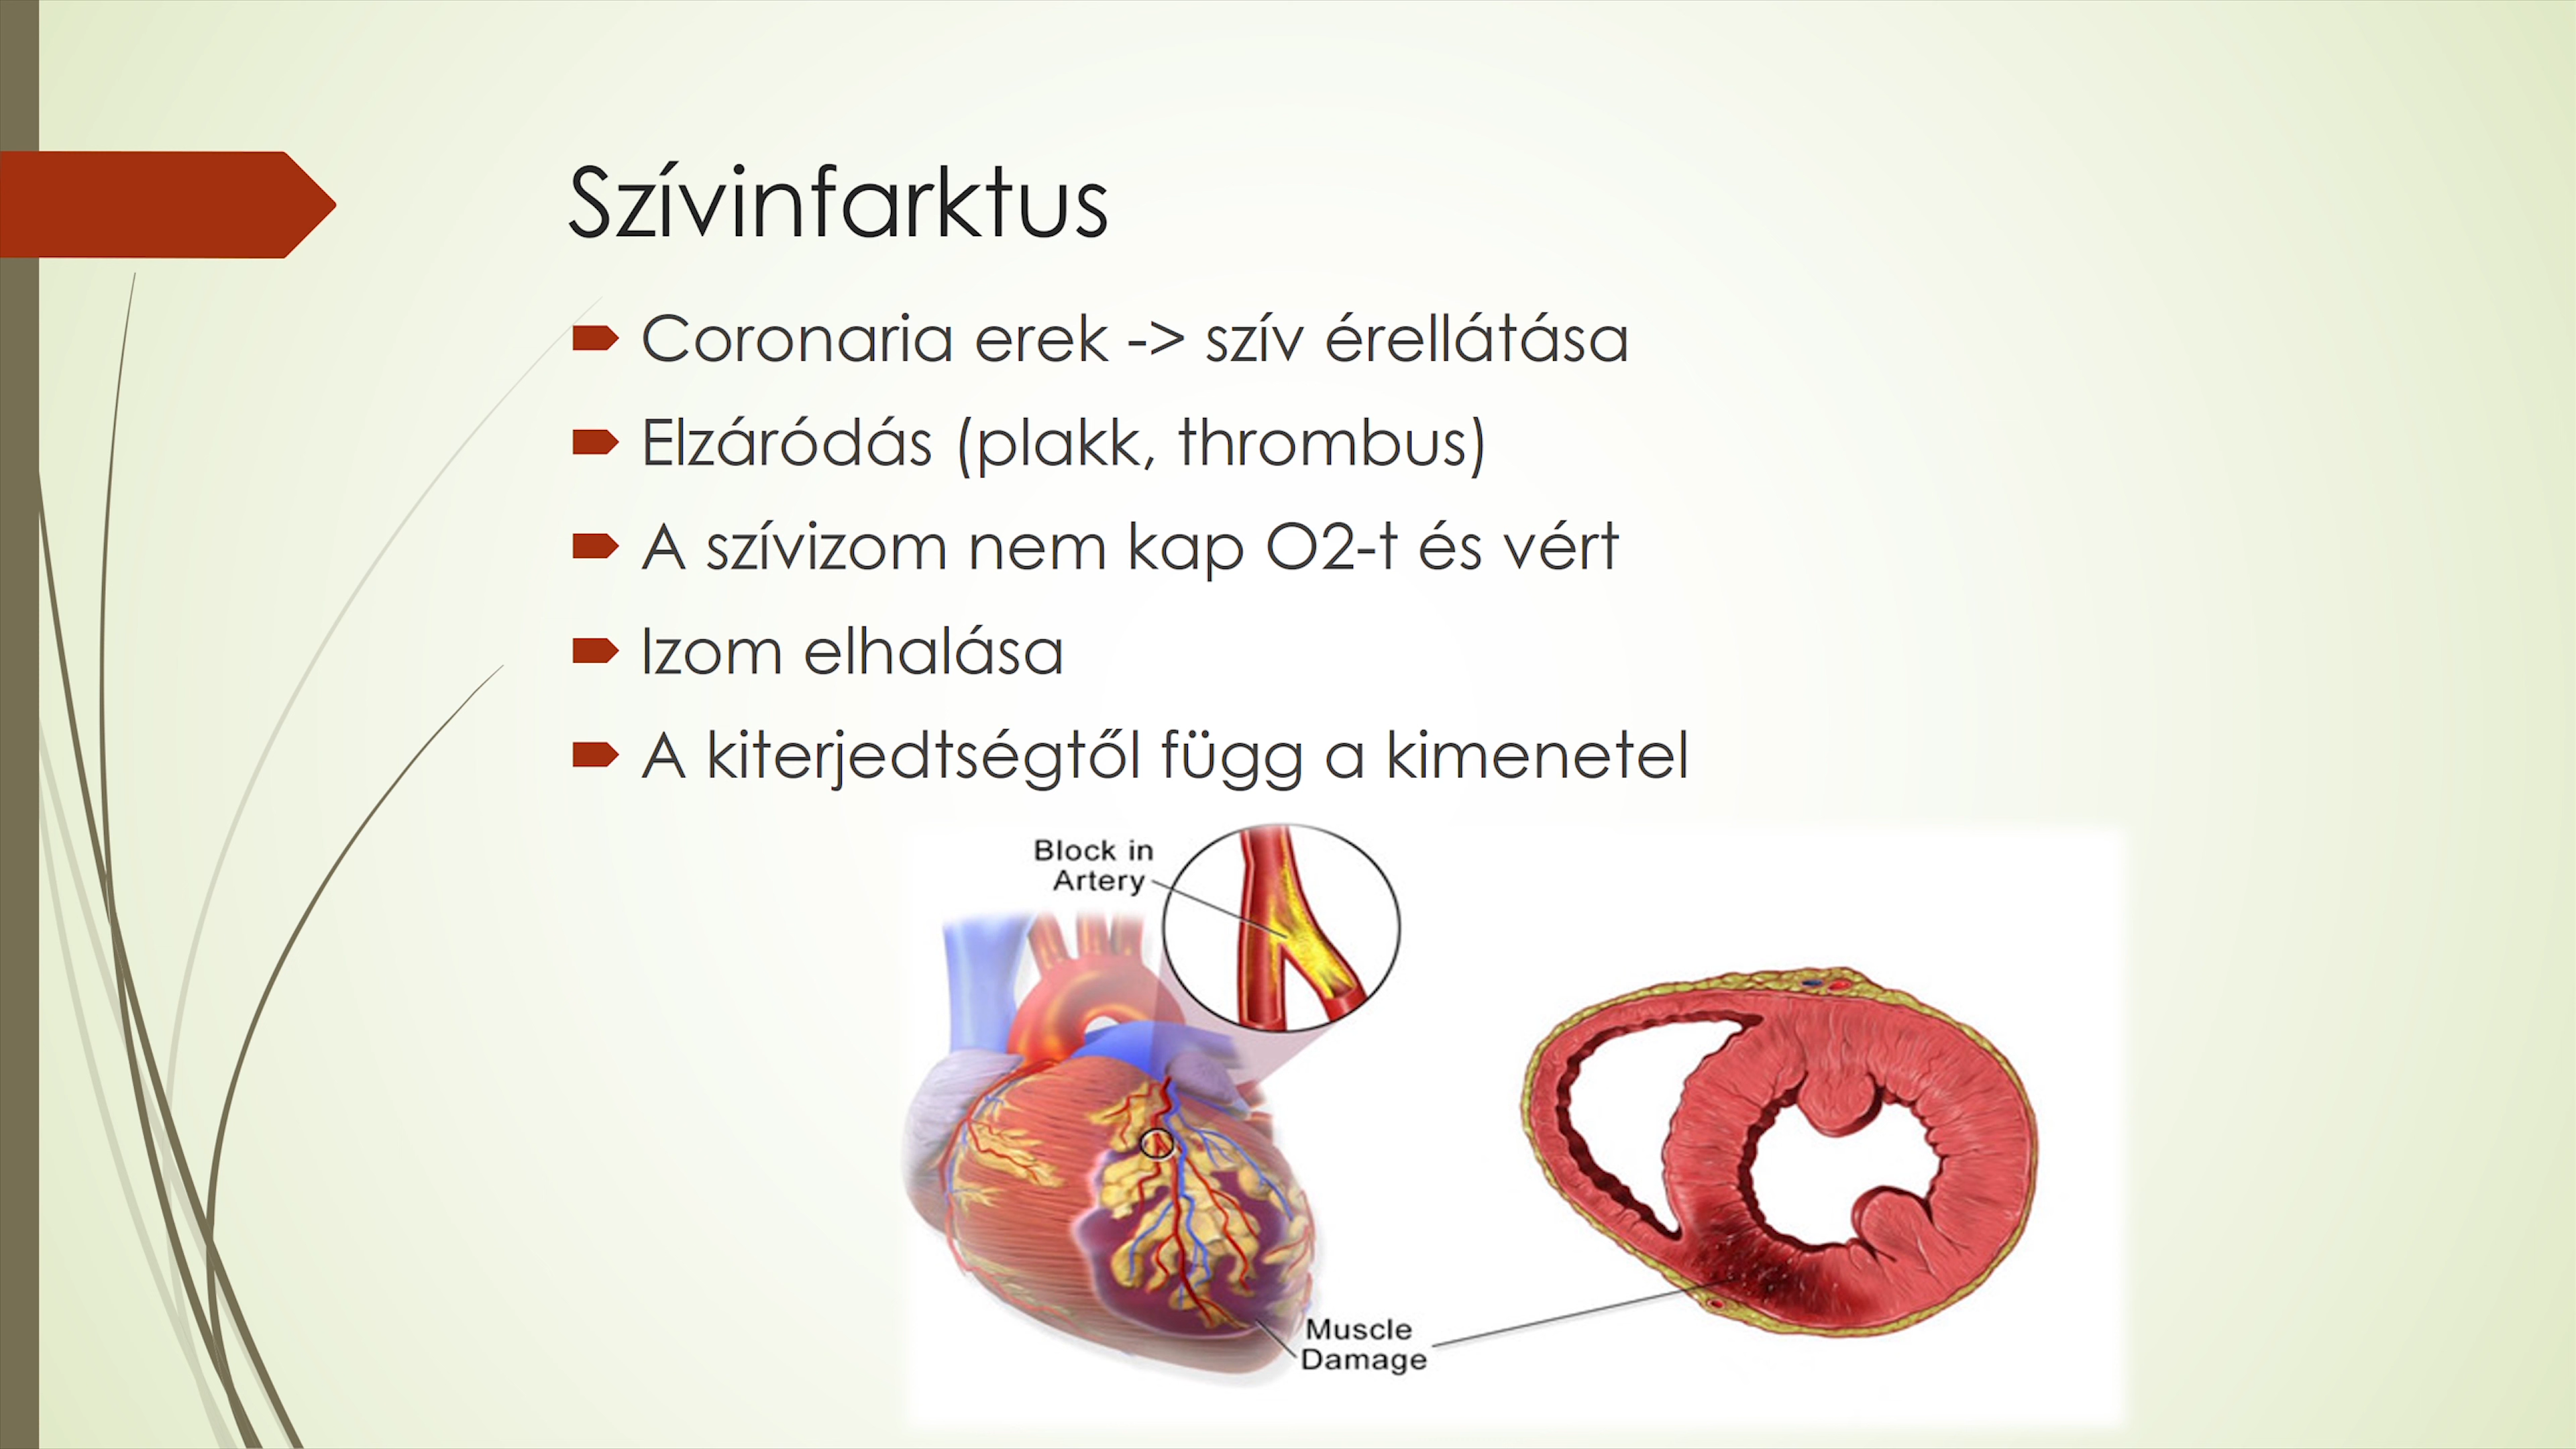 Szívinfarktus
Coronaria erek -> szív érellátása
Elzáródás (plakk, thrombus)
A szívizom nem kap O2-t és vért
Izom elhalása
A kiterjedtségtől függ a kimenetel
Block in
Artery
Muscle
Damage